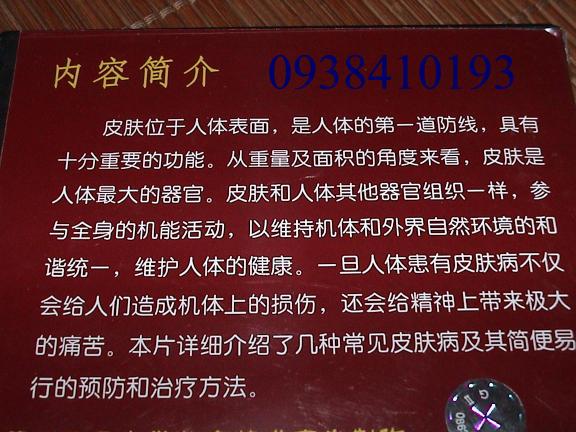 内容简介 0938410193
皮肤位于人体表面，是人体的第一道防线，具有
十分重要的功能。从重量及面积的角度来看，皮肤是
人体最大的器官。皮肤和人体其他器官组织一样，参
与全身的机能活动，以维持机体和外界自然环境的和
谐统一，维护人体的健康。一旦人体患有皮肤病不仅
会给人们造成机体上的损伤，还会给精神上带来极大
的痛苦。本片详细介绍了几种常见皮肤病及其简便易
行的预防和治疗方法。